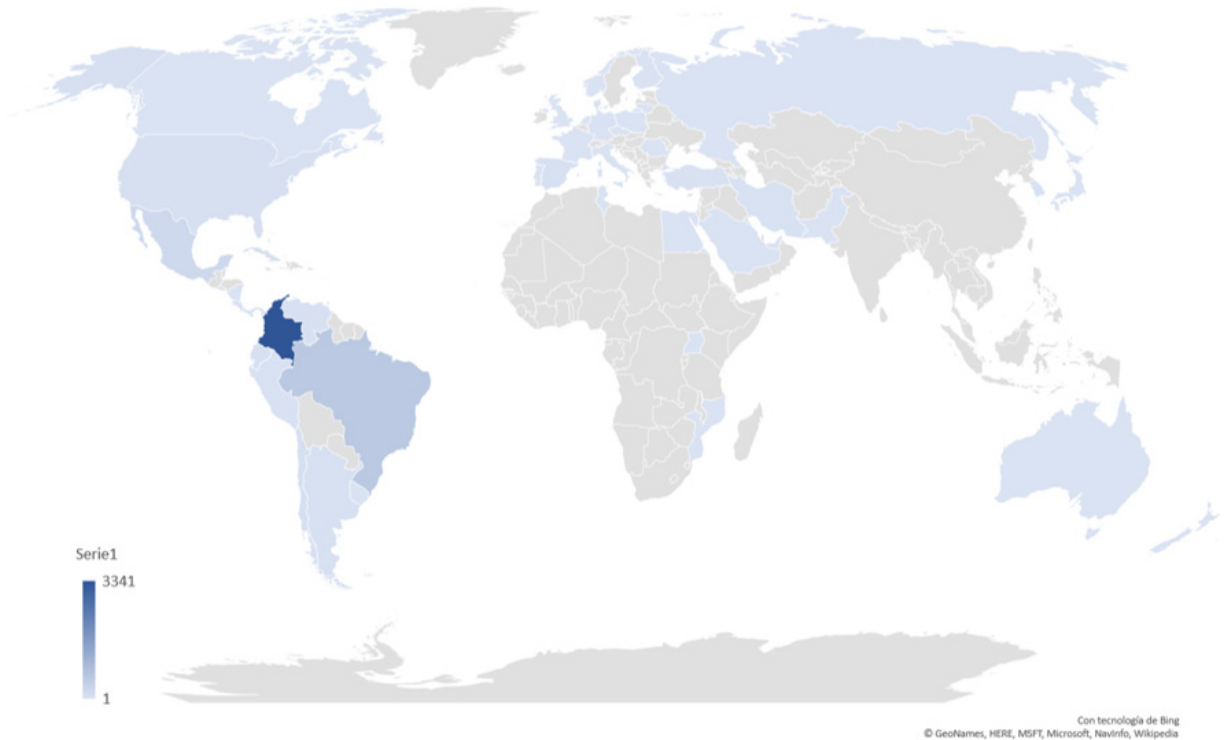 Serie1
3341
1
Con tecnología de Bing
© GeoNames, HERE, MSFT, Microsoft, NavInfo, Wikipedia